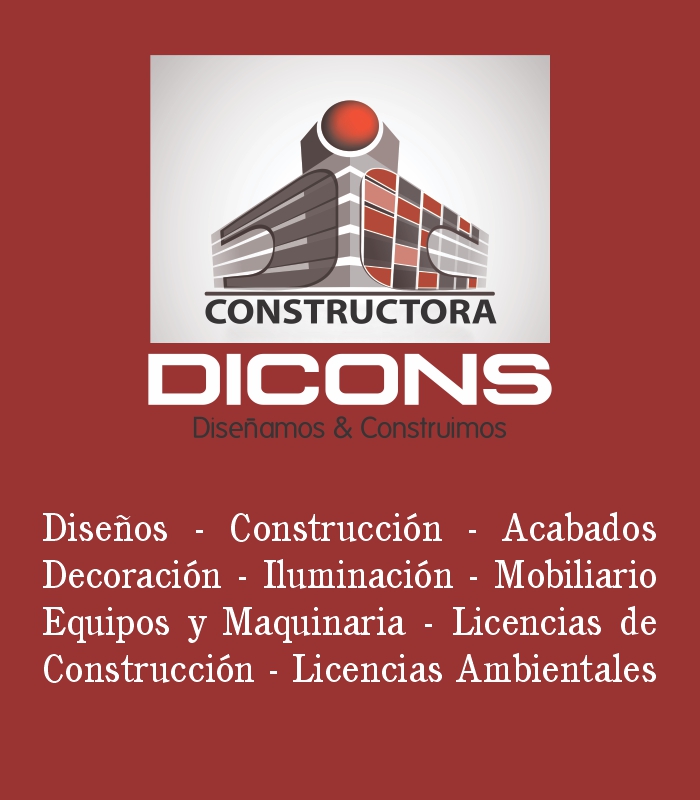 CONSTRUCTORA
DICONS
Diseñamos & Construimos
Diseños - Construcción - Acabados
Decoración - Iluminación - Mobiliario
Equipos y Maquinaria - Licencias de
Construcción - Licencias Ambientales